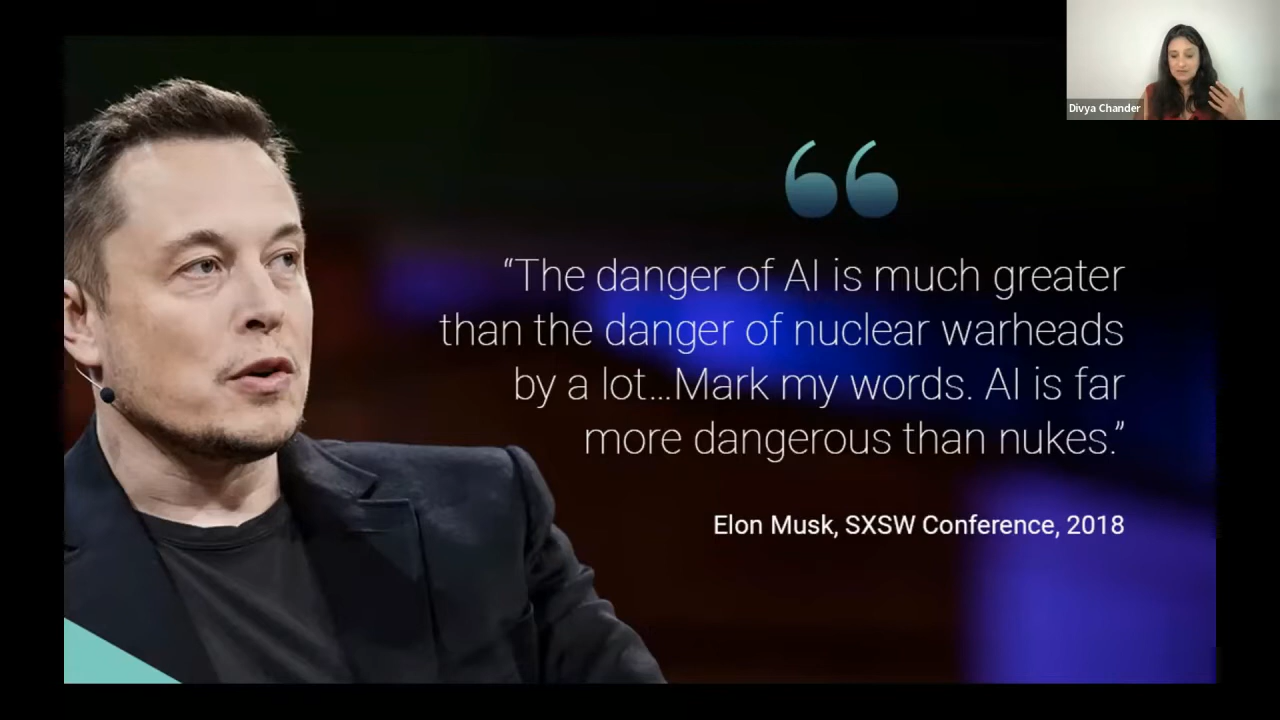 Divya Chander
“The danger of AI is much greater
than the danger of nuclear warheads
by a lot...Mark my words. AI is far
more dangerous than nukes.”
Elon Musk, SXSW Conference, 2018